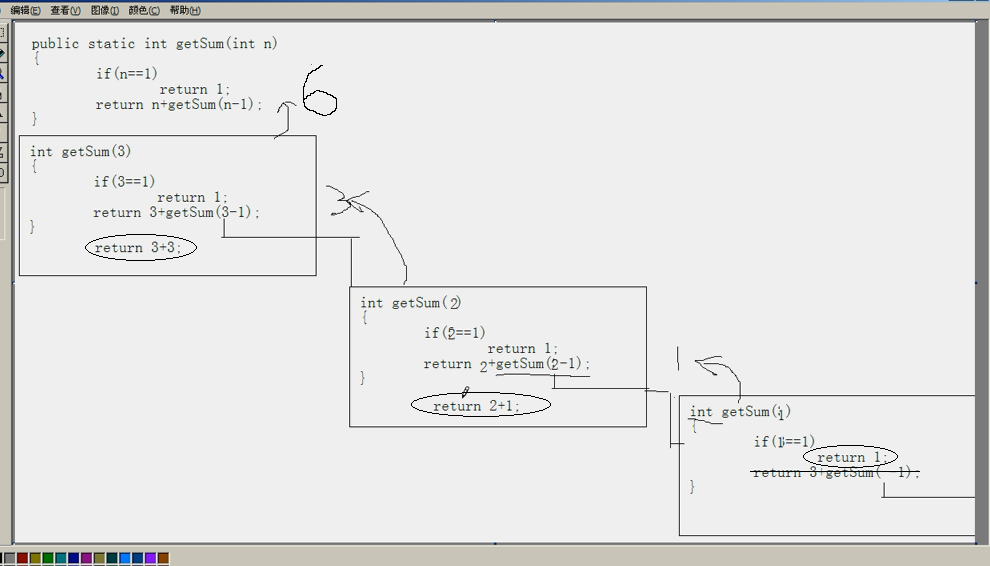 编辑(E) 查看(V) 图像(I) 颜色(C) 帮助(H)
public static int getSum(int n)
{
if(n==1)
return 1;
return n+getSum(n-1);
}
6
int getSum(3)
{
if(3==1)
return 1;
return 3+getSum(3-1);
}
return 3+3;
3
int getSum(2)
{
if(2==1)
return 1;
return 2+getSum(2-1);
}
return 2+1;
1
int getSum(1)
{
if(1==1)
return 1;
return 3+getSum( -1);
}